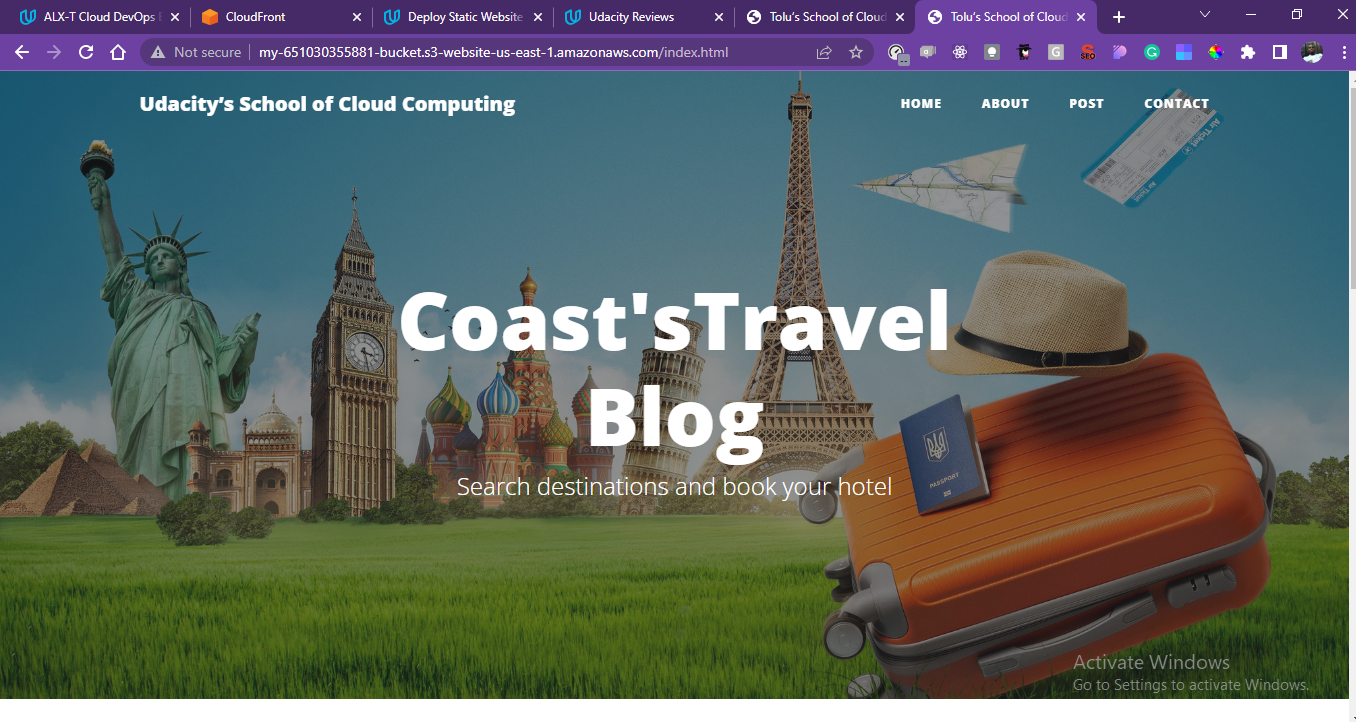 ALX-T Cloud DevOps E
CloudFront
Deploy Static Website
Udacity Reviews
Tolu's School of Cloud
Tolu's School of Cloud
Not secure
my-651030355881-bucket.s3-website-us-east-1.amazonaws.com/index.html
SEO
Udacity's School of Cloud Computing
HOME
ABOUT
POST
CONTACT
Air Ticket
Coast'sTravel
Blog
Search destinations and book your hotel
PASSPORT
Activate Windows
Go to Settings to activate Windows.